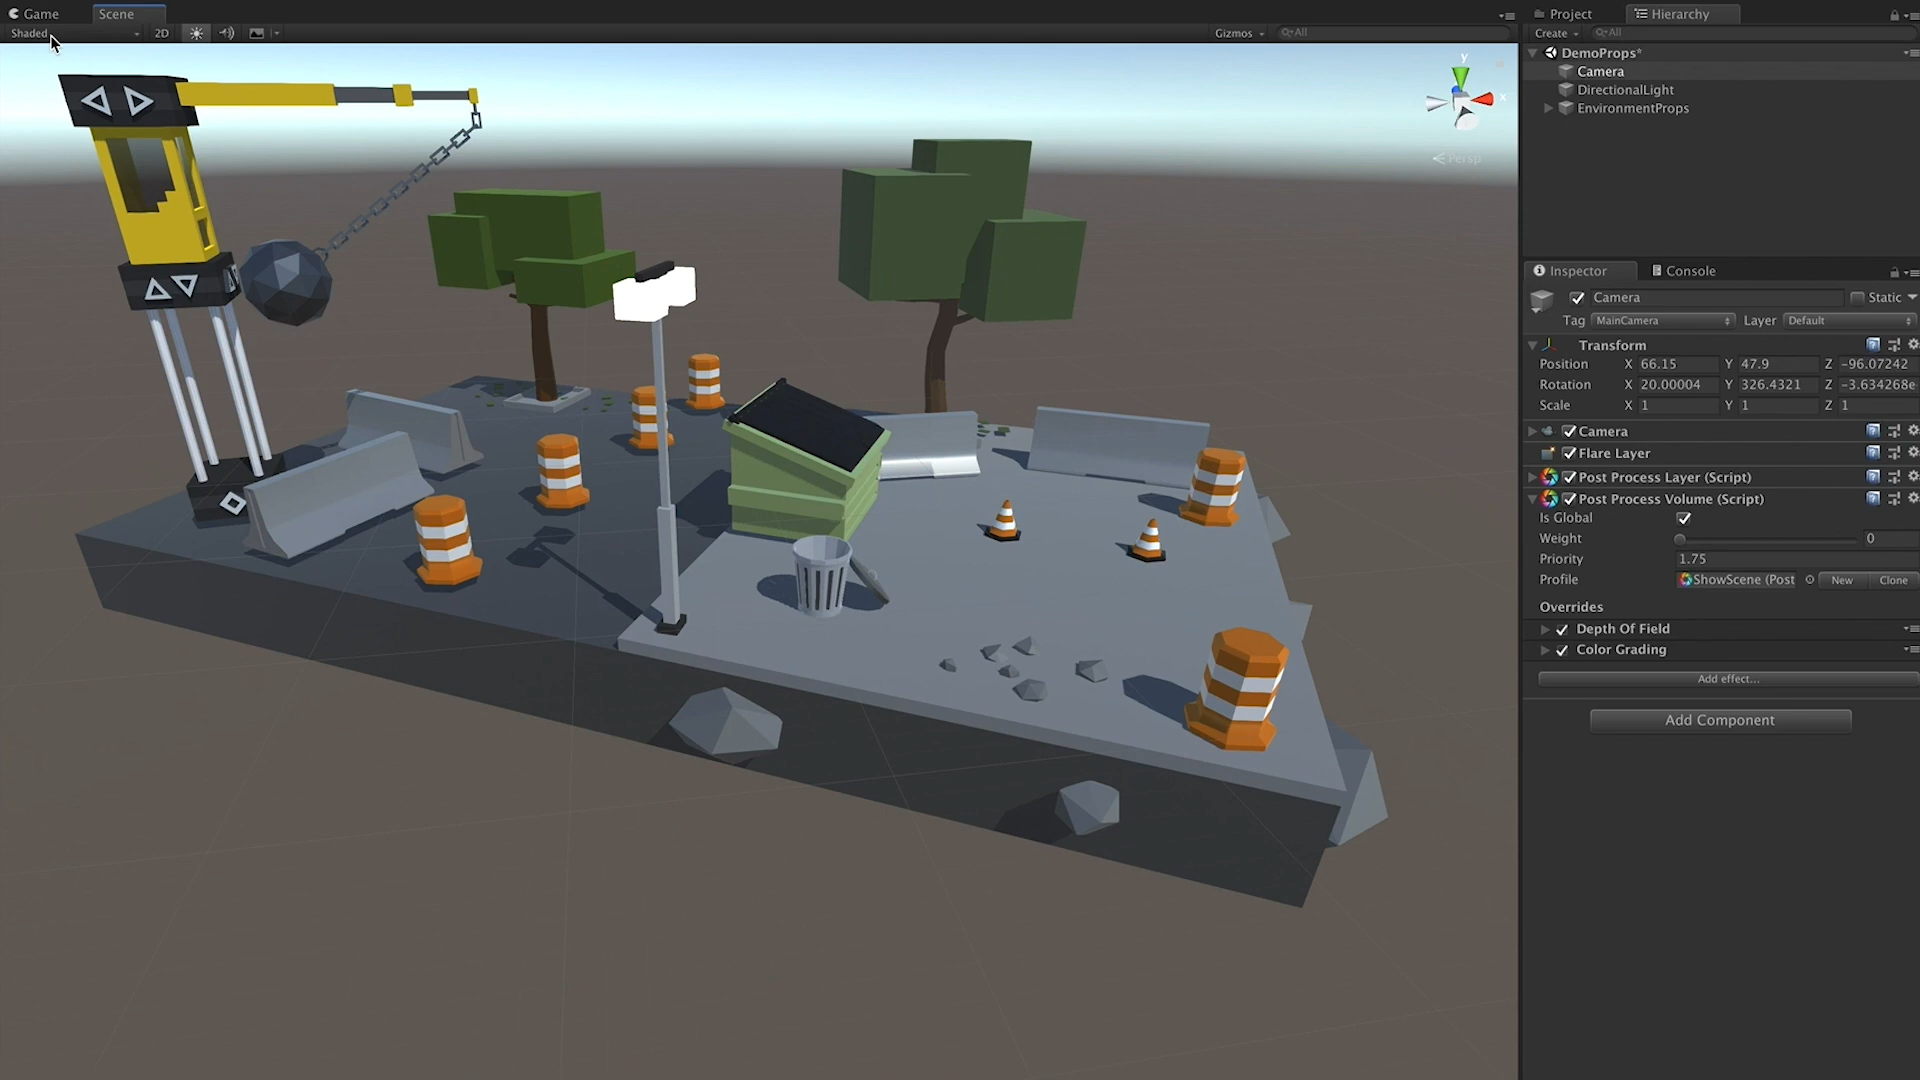 Game Scene
Shaded 2D Gizmos All
y
x
Persp
Project Hierarchy
Create All
DemoProps*
Camera
DirectionalLight
EnvironmentProps
Inspector Console
Camera Static
Tag MainCamera Layer Default
Transform
Position X 66.15 Y 47.9 Z -96.07242
Rotation X 20.00004 Y 326.4321 Z -3.634268e
Scale X 1 Y 1 Z 1
Camera
Flare Layer
Post Process Layer (Script)
Post Process Volume (Script)
Is Global
Weight 0
Priority 1.75
Profile ShowScene (Post New Clone
Overrides
Depth Of Field
Color Grading
Add effect...
Add Component